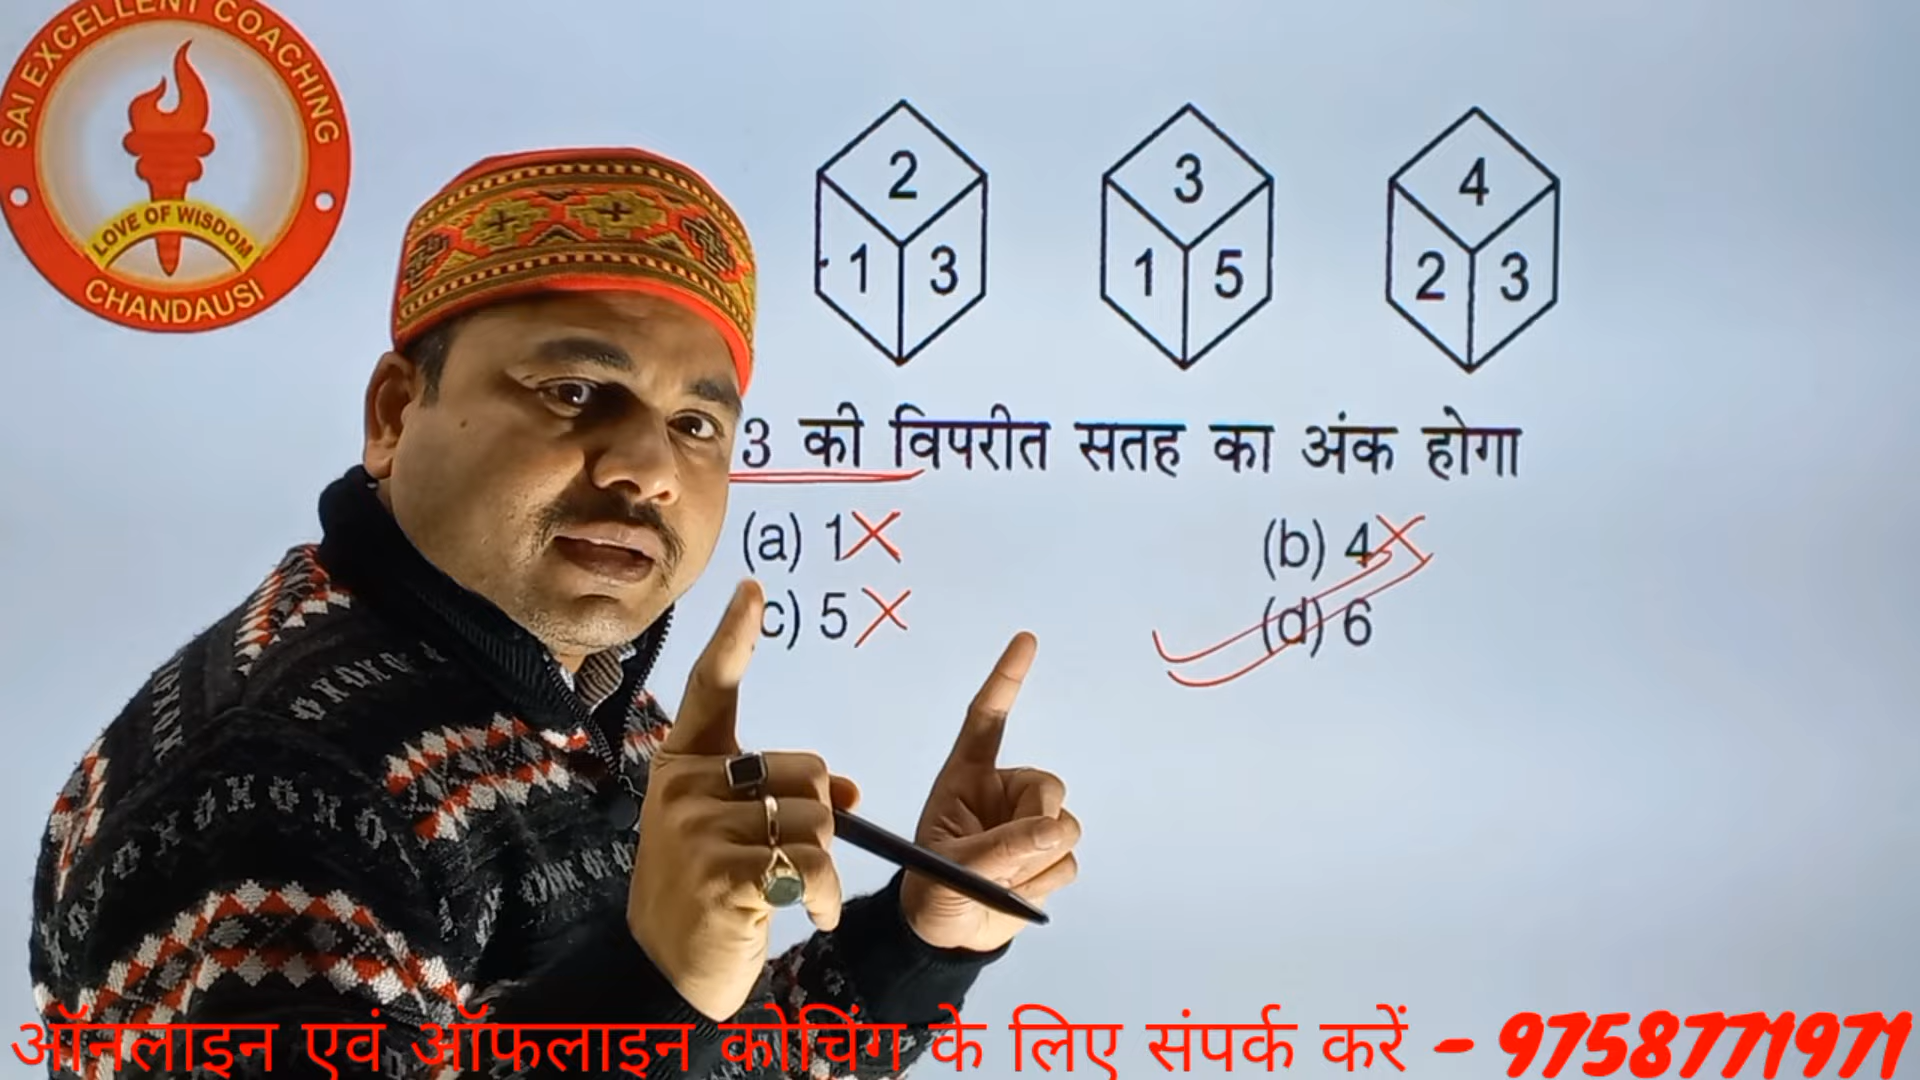 SAI EXCELLENT COACHING
LOVE OF WISDOM
CHANDAUSI
2
1 3
3
1 5
4
2 3
3 की विपरीत सतह का अंक होगा
(a) 1
(b) 4
c) 5
(d) 6
ऑनलाइन एवं ऑफलाइन कोचिंग के लिए संपर्क करें - 9758771971